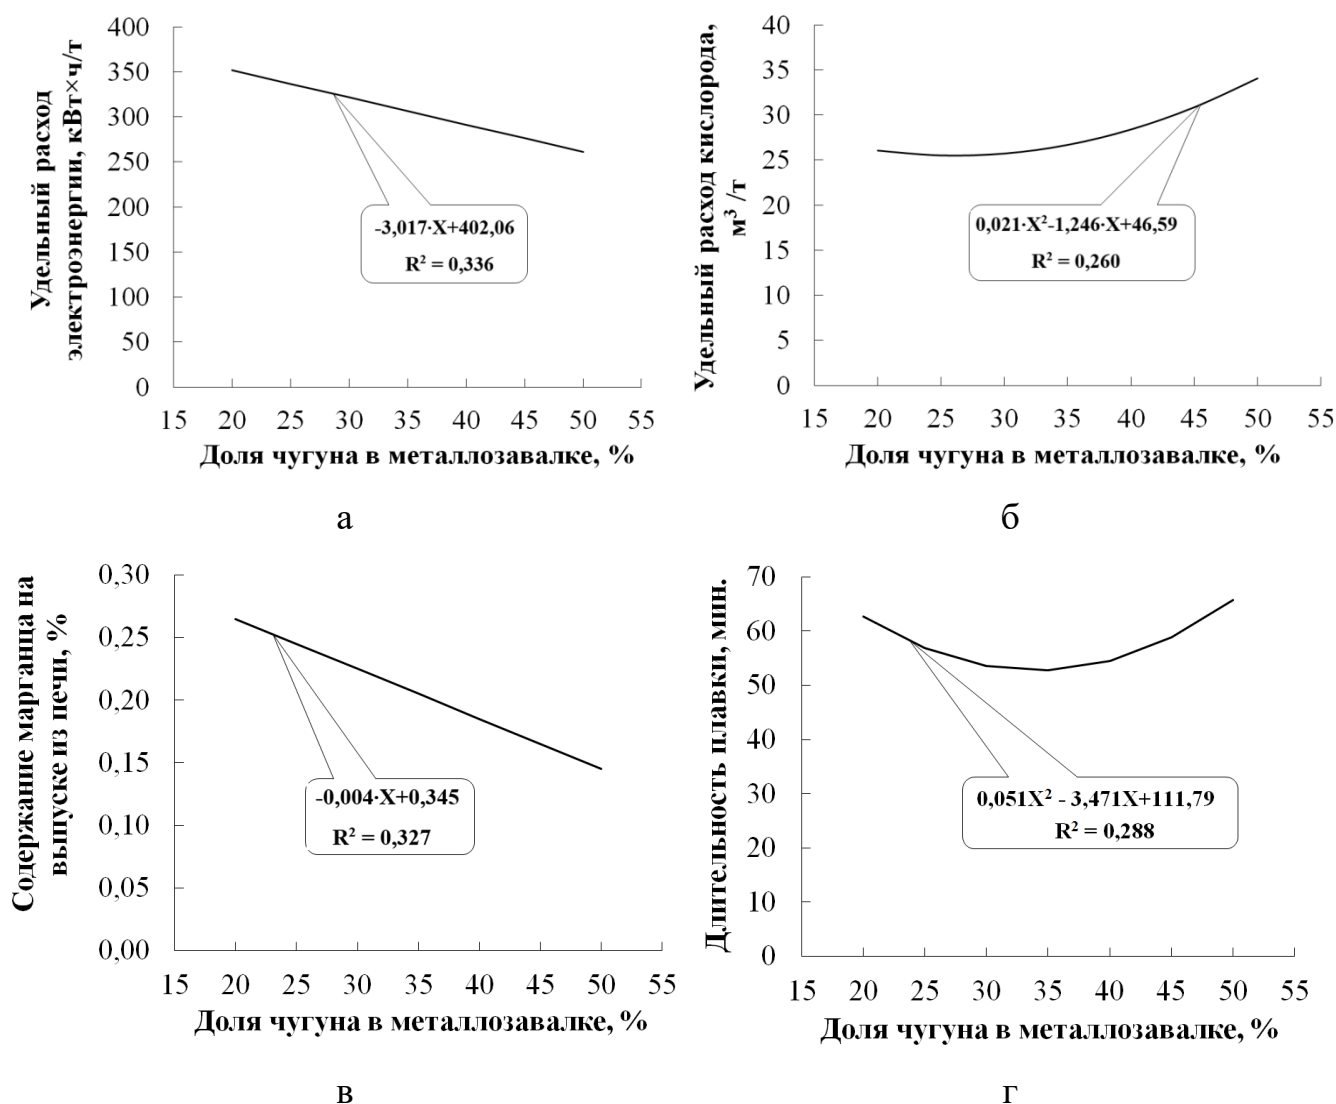 Удельный расход
электроэнергии, кВт×ч/т
400
350
300
250
200
150
100
50
0
-3,017·X+402,06
R² = 0,336
15 20 25 30 35 40 45 50 55
Доля чугуна в металлозавалке, %
а
Удельный расход кислорода,
м³ /т
40
35
30
25
20
15
10
5
0
0,021·X²-1,246·X+46,59
R² = 0,260
15 20 25 30 35 40 45 50 55
Доля чугуна в металлозавалке, %
б
Содержание марганца на
выпуске из печи, %
0,30
0,25
0,20
0,15
0,10
0,05
0,00
-0,004·X+0,345
R² = 0,327
15 20 25 30 35 40 45 50 55
Доля чугуна в металлозавалке, %
в
Длительность плавки, мин.
70
60
50
40
30
20
10
0
0,051X² - 3,471X+111,79
R² = 0,288
15 20 25 30 35 40 45 50 55
Доля чугуна в металлозавалке, %
г